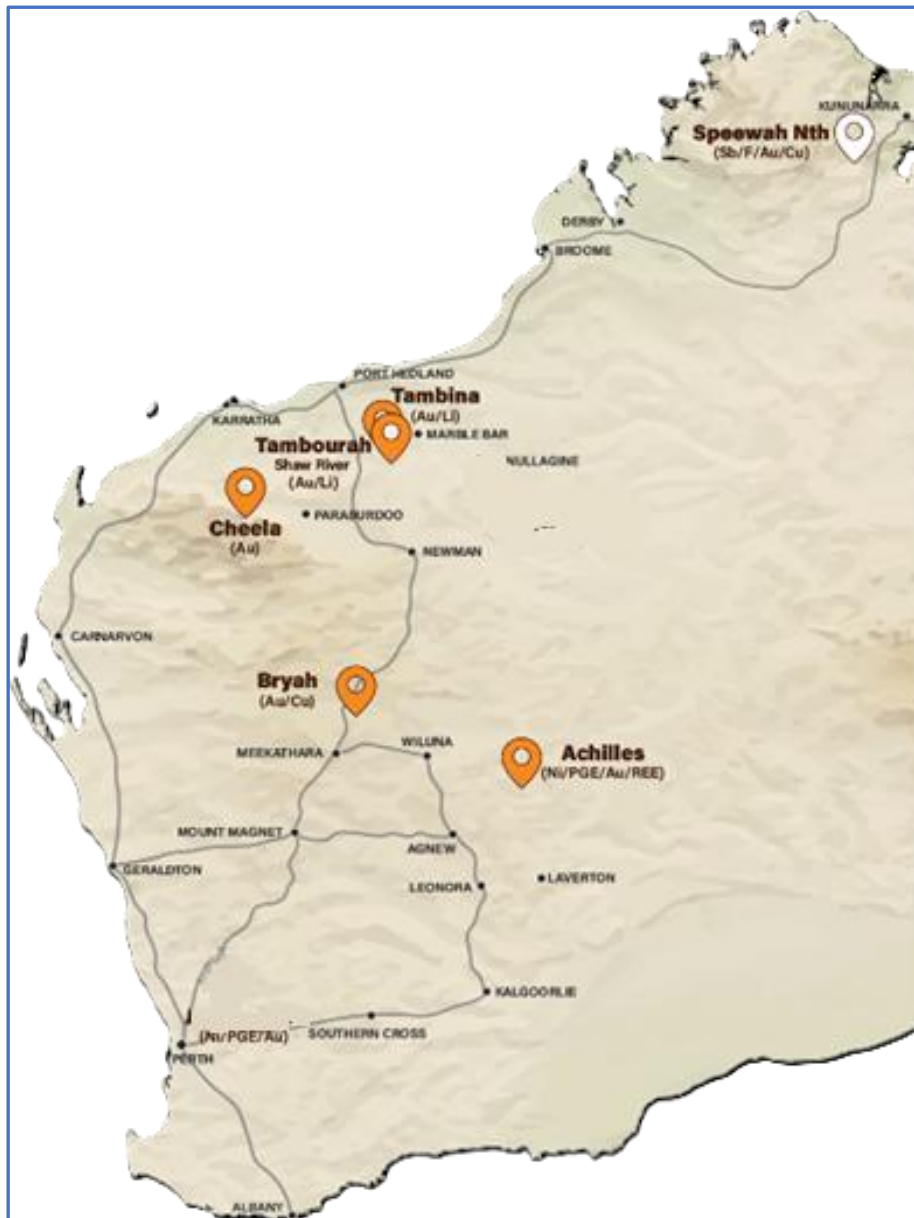 KUNUNARRA
Speewah Nth
(Sb/F/Au/Cu)
DERBY
BROOME
PORT HEDLAND
Tambina
(Au/Li)
KARRATHA
MARBLE BAR
Tambourah
Shaw River
(Au/Li)
NULLAGINE
Cheela
(Au)
PARABURDOO
NEWMAN
CARNARVON
Bryah
(Au/Cu)
MEEKATHARA
WILUNA
Achilles
(Ni/PGE/Au/REE)
MOUNT MAGNET
AGNEW
GERALDTON
LEONORA
LAVERTON
KALGOORLIE
(Ni/PGE/Au)
SOUTHERN CROSS
PERTH
ALBANY